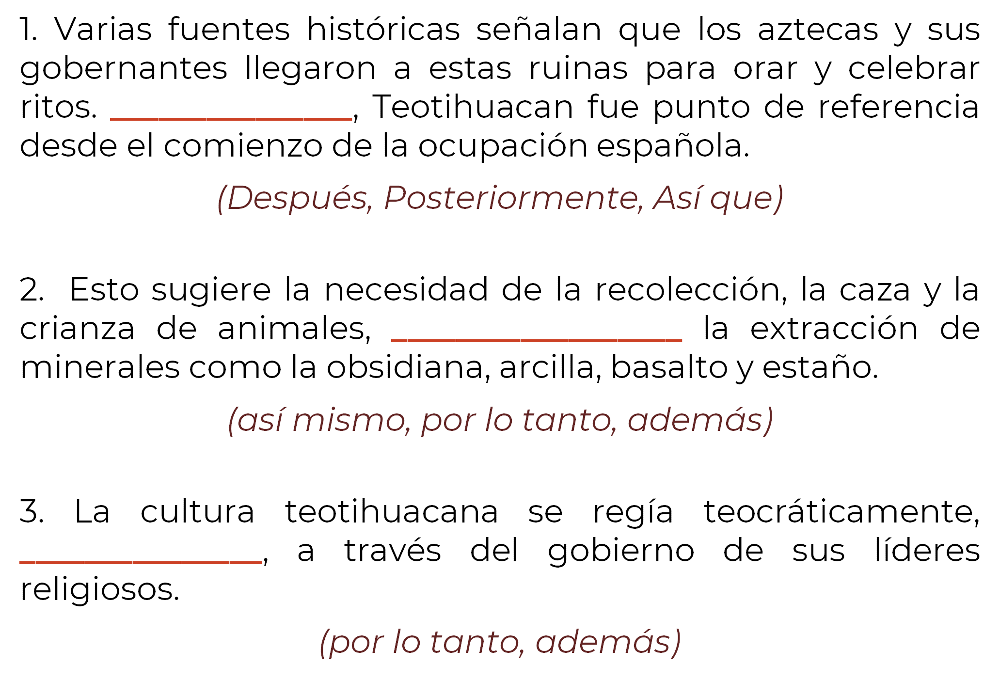 1. Varias fuentes históricas señalan que los aztecas y sus
gobernantes llegaron a estas ruinas para orar y celebrar
ritos. _______________, Teotihuacan fue punto de referencia
desde el comienzo de la ocupación española.
(Después, Posteriormente, Así que)
2. Esto sugiere la necesidad de la recolección, la caza y la
crianza de animales, __________________ la extracción de
minerales como la obsidiana, arcilla, basalto y estaño.
(así mismo, por lo tanto, además)
3. La cultura teotihuacana se regía teocráticamente,
_______________, a través del gobierno de sus líderes
religiosos.
(por lo tanto, además)